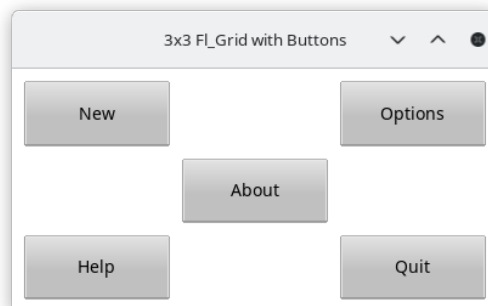 3x3 Fl_Grid with Buttons
New
Options
About
Help
Quit